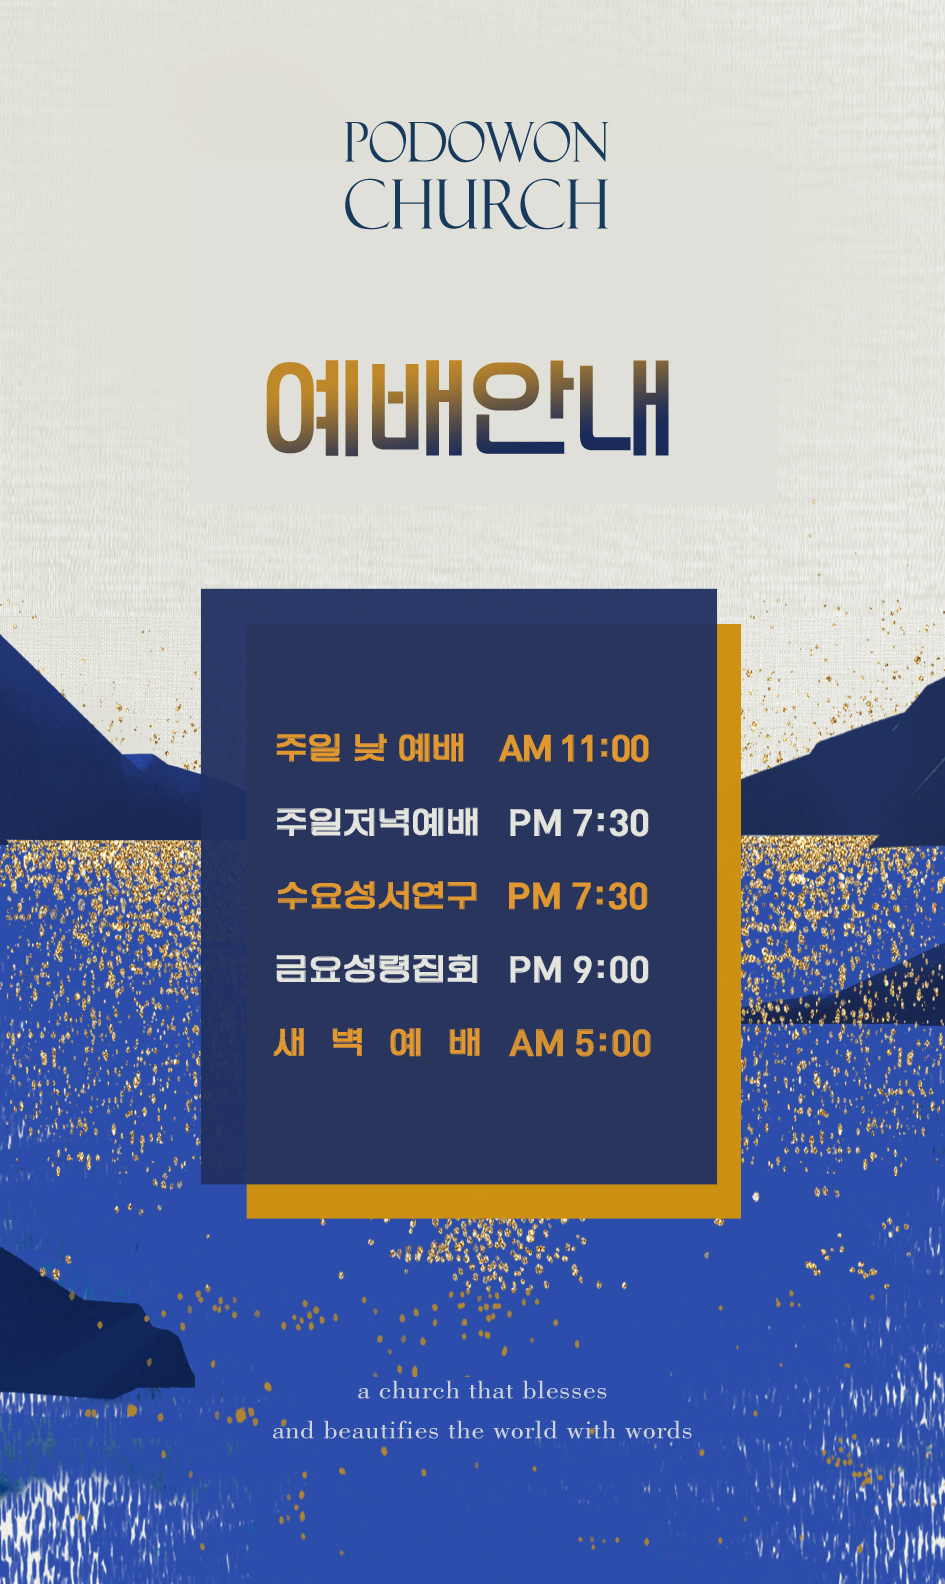 PODOWON
CHURCH
예배안내
주일 낮 예배 AM 11:00
주일저녁예배 PM 7:30
수요성서연구 PM 7:30
금요성령집회 PM 9:00
새 벽 예 배 AM 5:00
a church that blesses
and beautifies the world with words